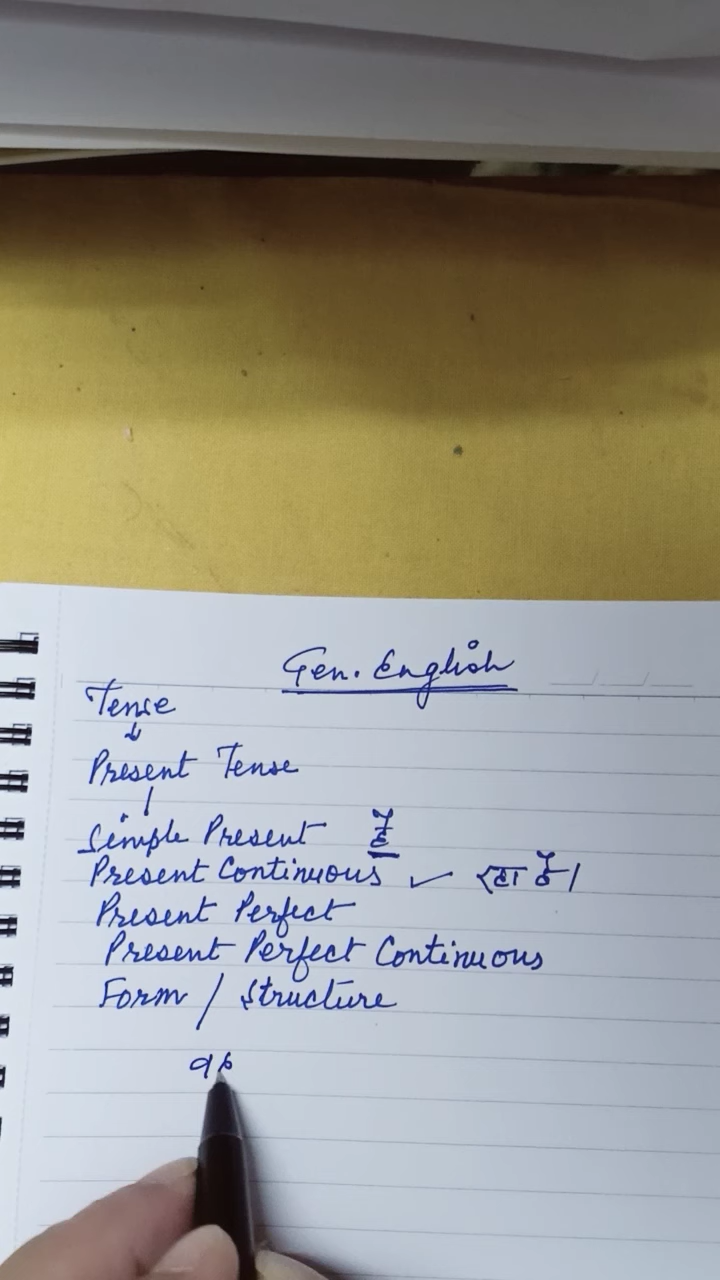 Gen. English
Tense
Present Tense
Simple Present है
Present Continuous ✓ रहा है।
Present Perfect
Present Perfect Continuous
Form / Structure